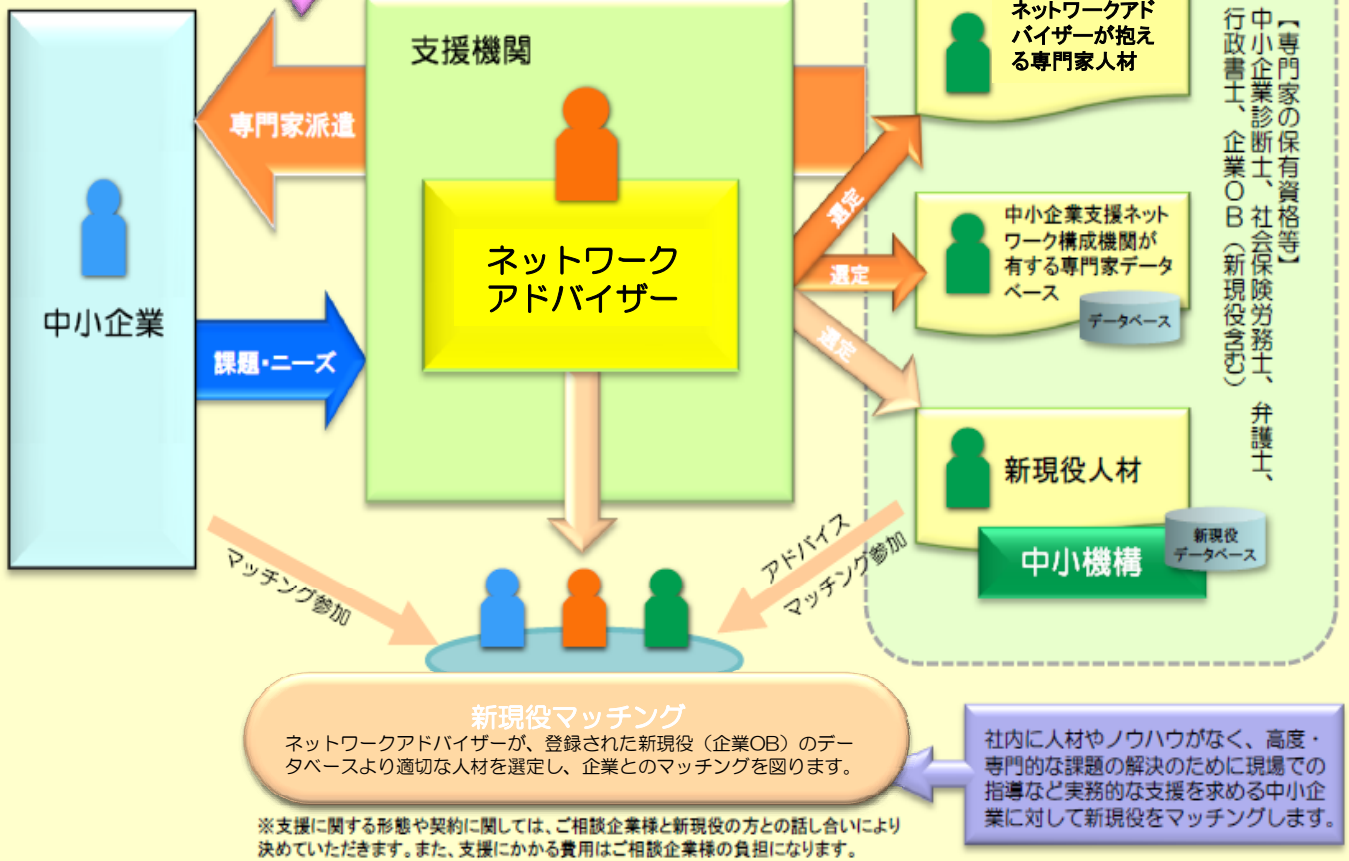 中小企業
専門家派遣
課題・ニーズ
支援機関
ネットワーク
アドバイザー
選定
選定
選定
ネットワークアド
バイザーが抱え
る専門家人材
中小企業支援ネット
ワーク構成機関が
有する専門家データ
ベース
データベース
新現役人材
新現役
データベース
中小機構
【専門家の保有資格等】
中小企業診断士、社会保険労務士、弁護士、
行政書士、企業OB（新現役含む）
マッチング参加
アドバイス
マッチング参加
新現役マッチング
ネットワークアドバイザーが、登録された新現役（企業OB）のデー
タベースより適切な人材を選定し、企業とのマッチングを図ります。
社内に人材やノウハウがなく、高度・
専門的な課題の解決のために現場での
指導など実務的な支援を求める中小企
業に対して新現役をマッチングします。
※支援に関する形態や契約に関しては、ご相談企業様と新現役の方との話し合いにより
決めていただきます。また、支援にかかる費用はご相談企業様の負担になります。